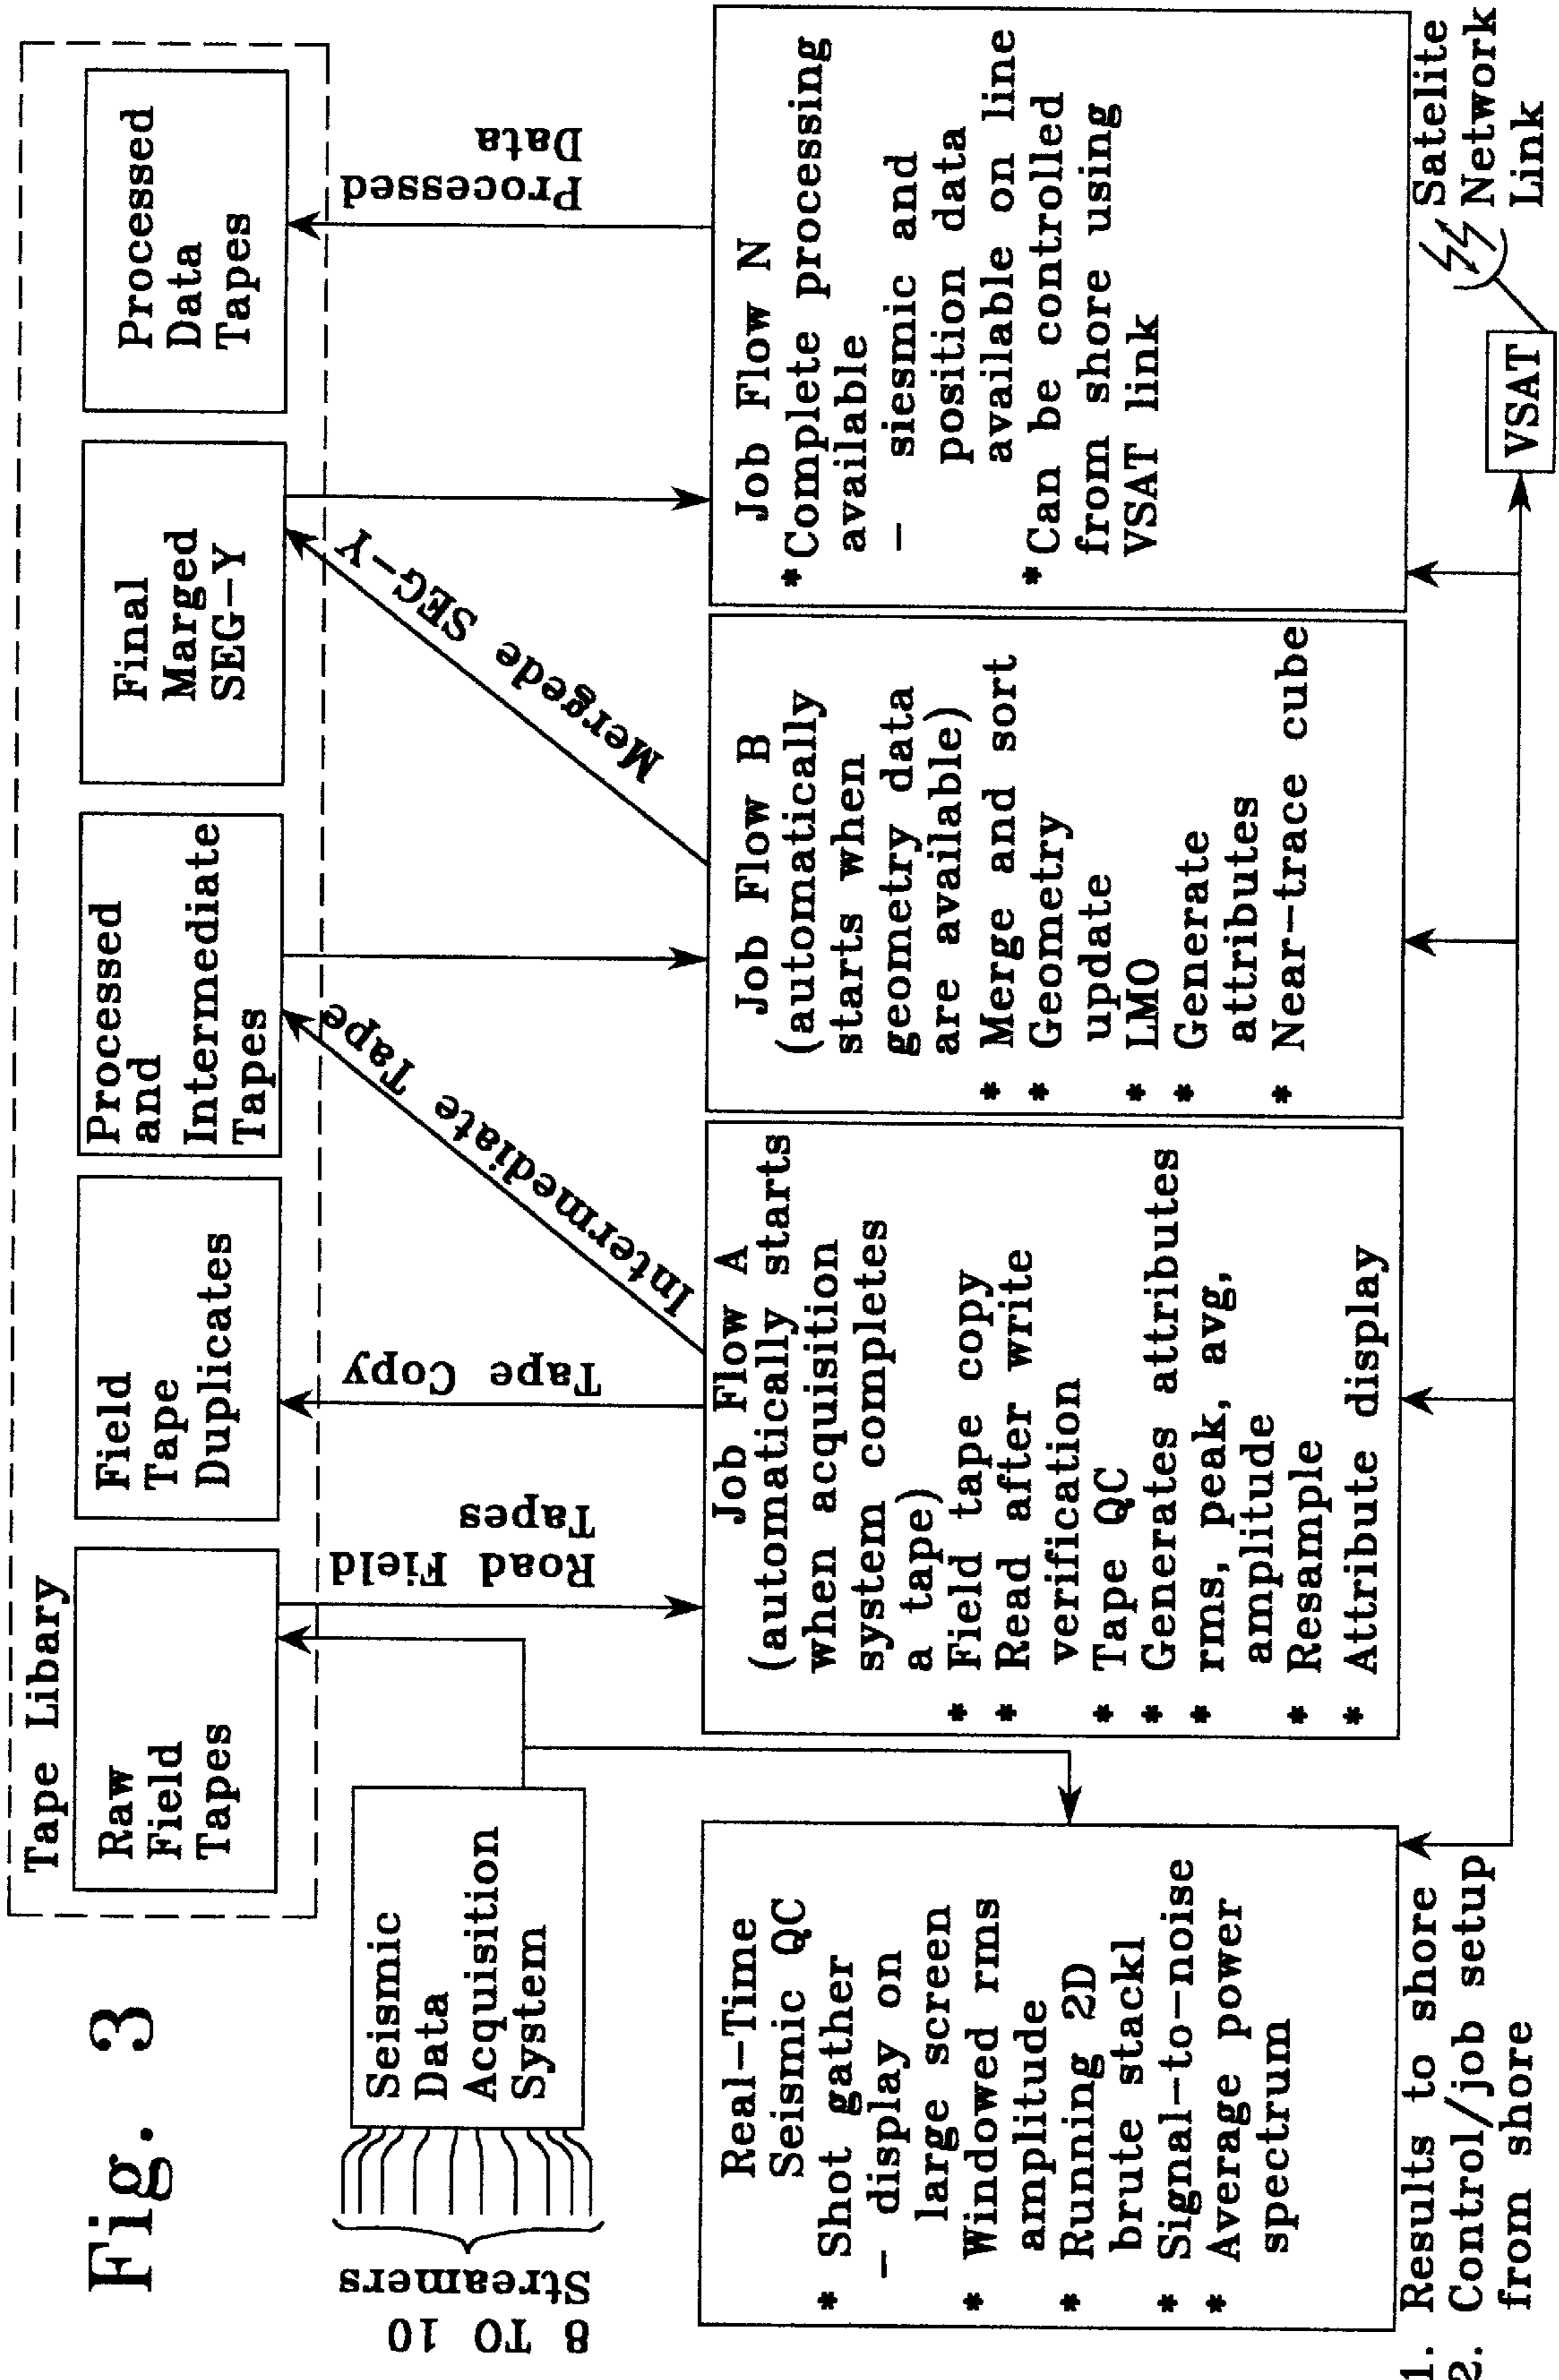 Fig. 3
Tape Libary
Raw
Field
Tapes
Field
Tape
Duplicates
Processed
and
Intermediate
Tapes
Final
Marged
SEG-Y
Processed
Data
Tapes
8 TO 10
Streamers
Seismic
Data
Acquisition
System
Road Field
Tapes
Tape Copy
Intermediate Tape
Mergede SEG-Y
Processed
Data
Real-Time
Seismic QC
* Shot gather
- display on
large screen
* Windowed rms
amplitude
* Running 2D
brute stackl
* Signal-to-noise
* Average power
spectrum
Job Flow A
(automatically starts
when acquisition
system completes
a tape)
* Field tape copy
* Read after write
verification
* Tape QC
* Generates attributes
* rms, peak, avg,
amplitude
* Resample
* Attribute display
Job Flow B
(automatically
starts when
geometry data
are available)
* Merge and sort
* Geometry
update
* LMO
* Generate
attributes
* Near-trace cube
Job Flow N
* Complete processing
available
- siesmic and
position data
available on line
* Can be controlled
from shore using
VSAT link
1. Results to shore
2. Control/job setup
from shore
VSAT
Satelite
Network
Link